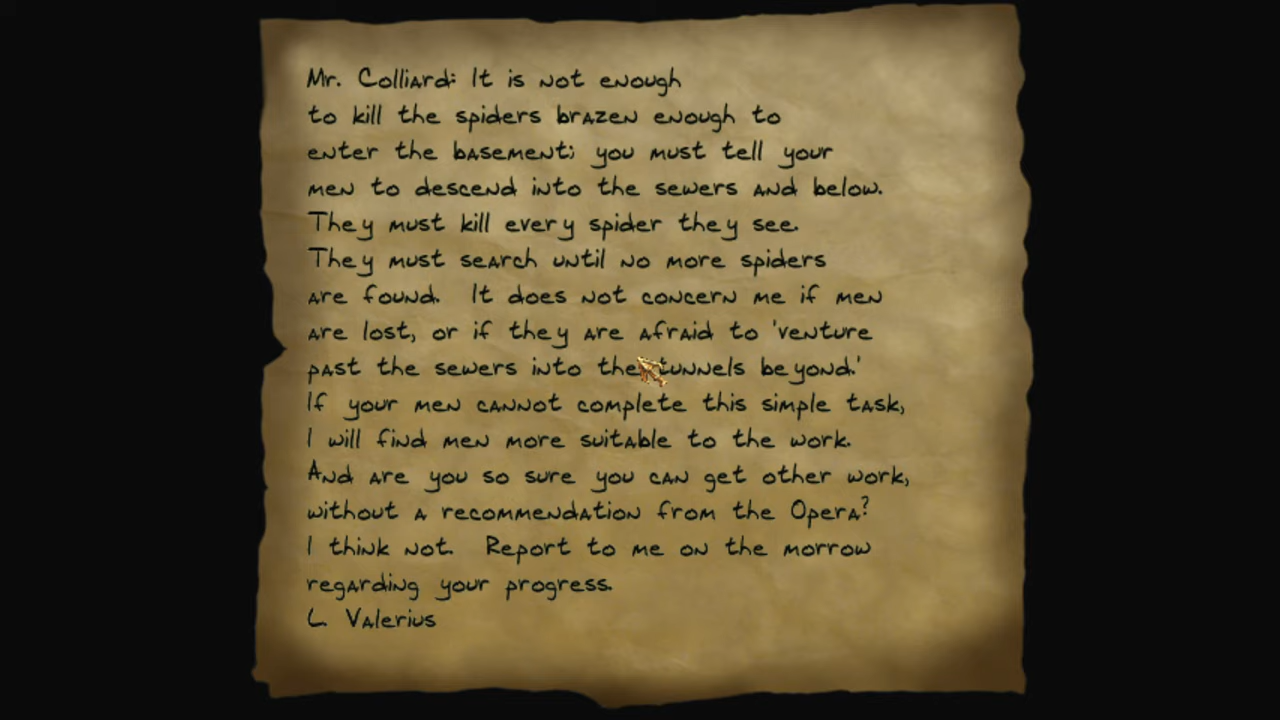 Mr. Colliard: It is not enough
to kill the spiders brazen enough to
enter the basement; you must tell your
men to descend into the sewers and below.
They must kill every spider they see.
They must search until no more spiders
are found. It does not concern me if men
are lost, or if they are afraid to 'venture
past the sewers into the tunnels beyond.'
If your men cannot complete this simple task,
I will find men more suitable to the work.
And are you so sure you can get other work,
without a recommendation from the Opera?
I think not. Report to me on the morrow
regarding your progress.
L. Valerius